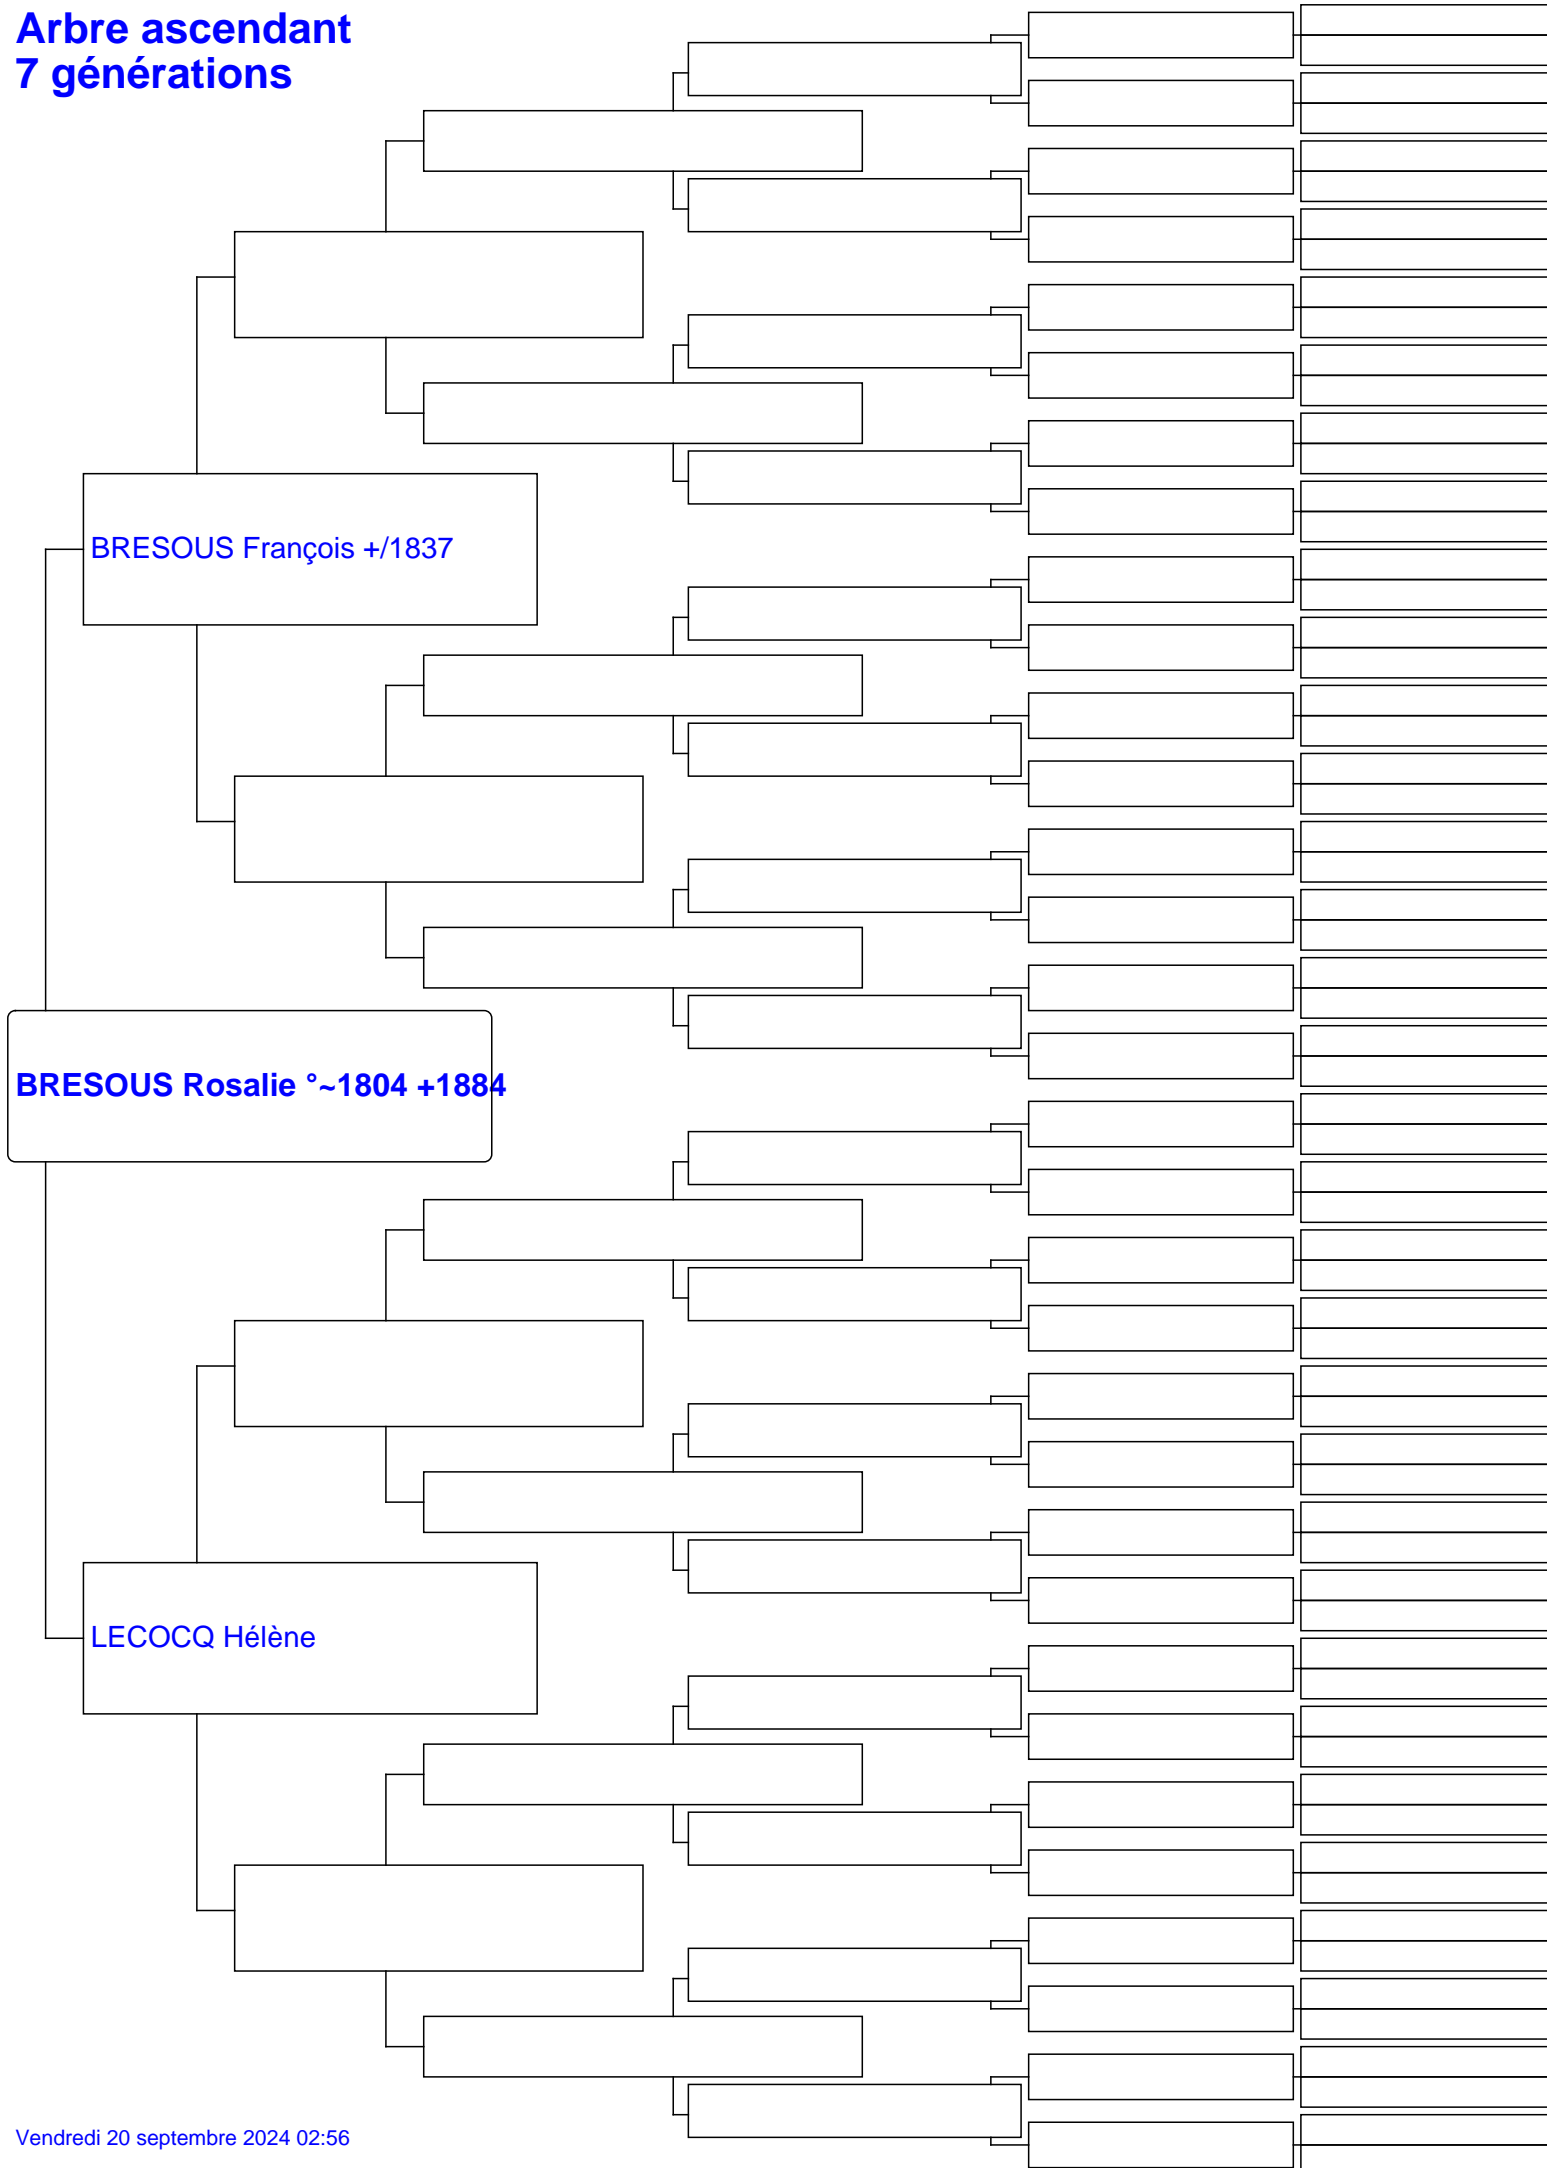 Arbre ascendant
7 générations
BRESOUS François +/1837
BRESOUS Rosalie °~1804 +1884
LECOCQ Hélène
Vendredi 20 septembre 2024 02:56